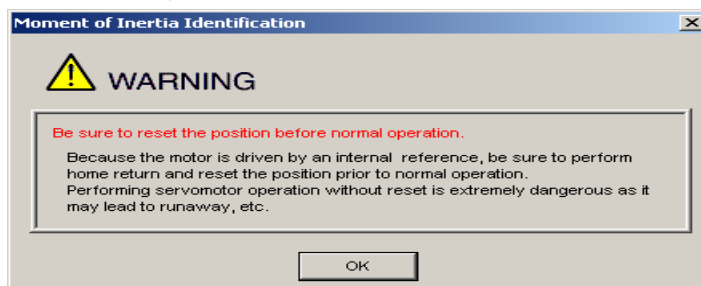 Moment of Inertia Identification
WARNING
Be sure to reset the position before normal operation.
Because the motor is driven by an internal reference, be sure to perform
home return and reset the position prior to normal operation.
Performing servomotor operation without reset is extremely dangerous as it
may lead to runaway, etc.
OK